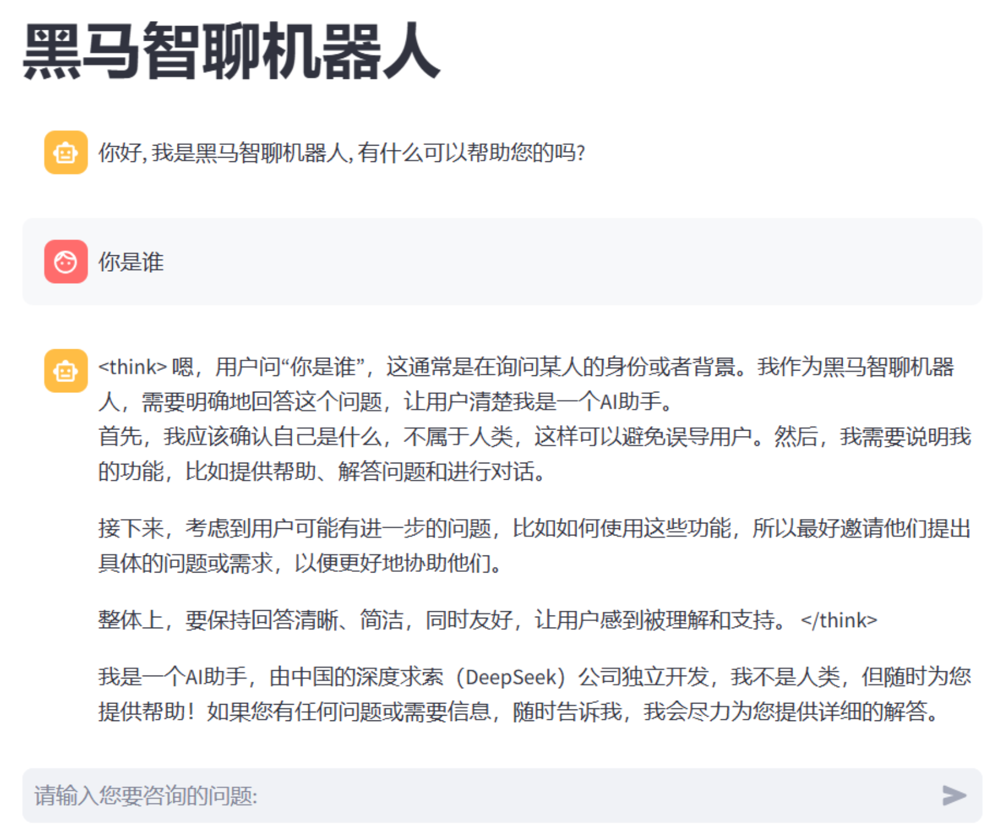 黑马智聊机器人
你好, 我是黑马智聊机器人, 有什么可以帮助您的吗?
你是谁
<think> 嗯，用户问“你是谁”，这通常是在询问某人的身份或者背景。我作为黑马智聊机器
人，需要明确地回答这个问题，让用户清楚我是一个AI助手。
首先，我应该确认自己是什么，不属于人类，这样可以避免误导用户。然后，我需要说明我
的功能，比如提供帮助、解答问题和进行对话。
接下来，考虑到用户可能有进一步的问题，比如如何使用这些功能，所以最好邀请他们提出
具体的问题或需求，以便更好地协助他们。
整体上，要保持回答清晰、简洁，同时友好，让用户感到被理解和支持。 </think>
我是一个AI助手，由中国的深度求索（DeepSeek）公司独立开发，我不是人类，但随时为您
提供帮助！如果您有任何问题或需要信息，随时告诉我，我会尽力为您提供详细的解答。
请输入您要咨询的问题: